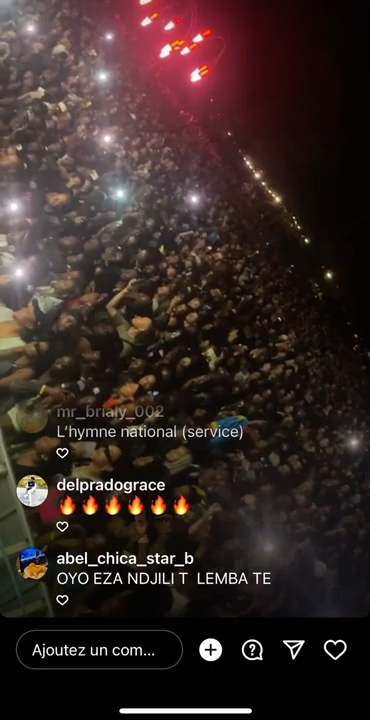 mr_brialy_002
L'hymne national (service)
delpradograce
🔥🔥🔥🔥🔥🔥
abel_chica_star_b
OYO EZA NDJILI T  LEMBA TE
Ajoutez un com...